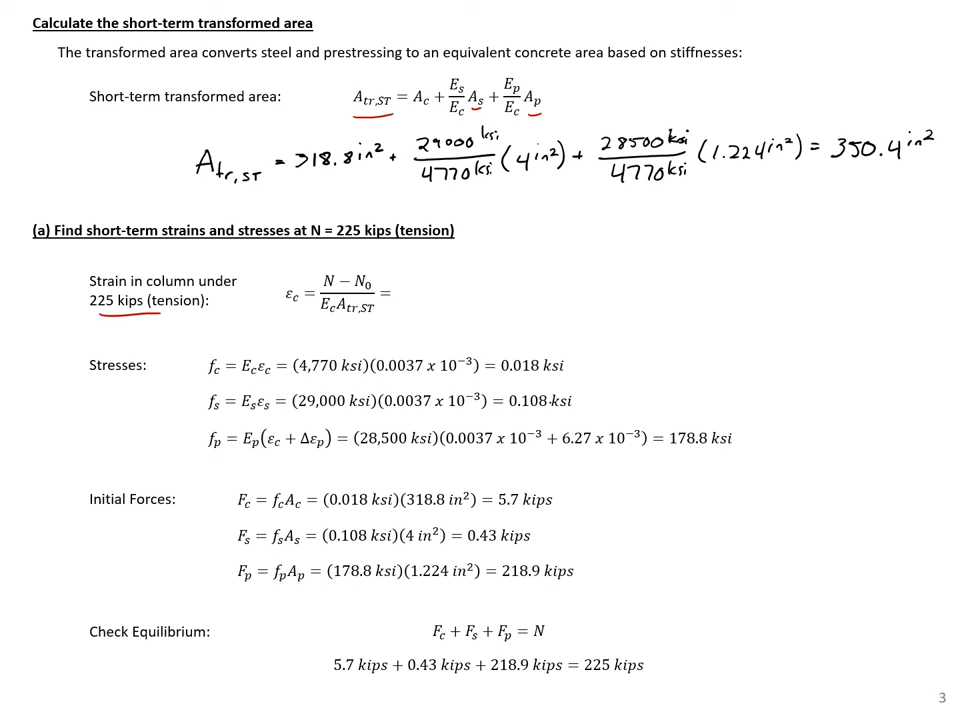 Calculate the short-term transformed area
The transformed area converts steel and prestressing to an equivalent concrete area based on stiffnesses:
Short-term transformed area: A_tr,ST = A_c + E_s/E_c A_s + E_p/E_c A_p
A_tr,ST = 318.8 in² + 29000 ksi/4770 ksi (4 in²) + 28500 ksi/4770 ksi (1.224 in²) = 350.4 in²
(a) Find short-term strains and stresses at N = 225 kips (tension)
Strain in column under
225 kips (tension): ε_c = (N − N_0)/(E_c A_tr,ST) =
Stresses: f_c = E_c ε_c = (4,770 ksi)(0.0037 x 10⁻³) = 0.018 ksi
f_s = E_s ε_s = (29,000 ksi)(0.0037 x 10⁻³) = 0.108 ksi
f_p = E_p(ε_c + Δε_p) = (28,500 ksi)(0.0037 x 10⁻³ + 6.27 x 10⁻³) = 178.8 ksi
Initial Forces: F_c = f_c A_c = (0.018 ksi)(318.8 in²) = 5.7 kips
F_s = f_s A_s = (0.108 ksi)(4 in²) = 0.43 kips
F_p = f_p A_p = (178.8 ksi)(1.224 in²) = 218.9 kips
Check Equilibrium: F_c + F_s + F_p = N
5.7 kips + 0.43 kips + 218.9 kips = 225 kips
3